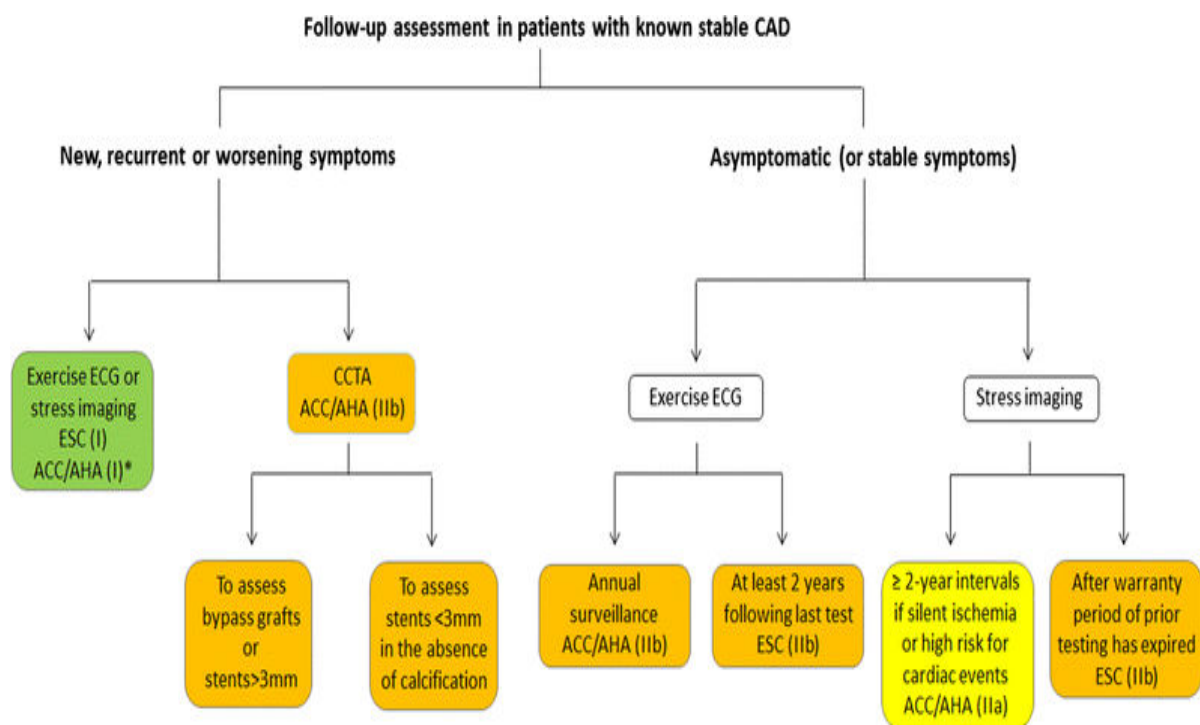 Follow-up assessment in patients with known stable CAD
New, recurrent or worsening symptoms
Asymptomatic (or stable symptoms)
Exercise ECG or
stress imaging
ESC (I)
ACC/AHA (I)*
CCTA
ACC/AHA (IIb)
To assess
bypass grafts
or
stents>3mm
To assess
stents <3mm
in the absence
of calcification
Exercise ECG
Stress imaging
Annual
surveillance
ACC/AHA (IIb)
At least 2 years
following last test
ESC (IIb)
≥ 2-year intervals
if silent ischemia
or high risk for
cardiac events
ACC/AHA (IIa)
After warranty
period of prior
testing has expired
ESC (IIb)